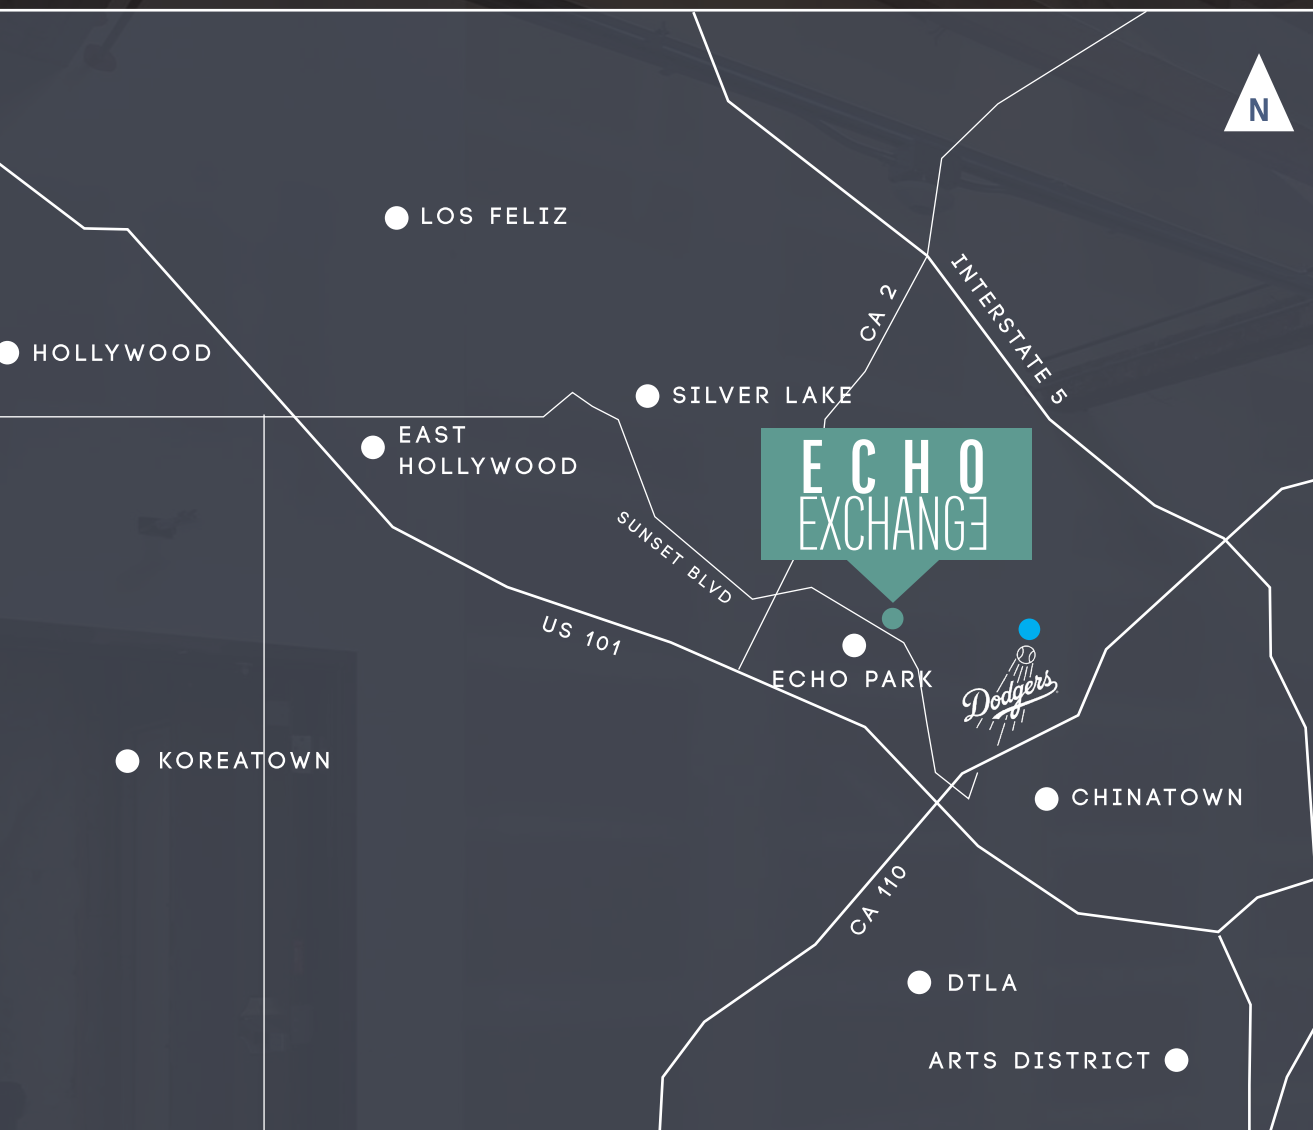 N
LOS FELIZ
CA 2
INTERSTATE 5
HOLLYWOOD
SILVER LAKE
EAST
HOLLYWOOD
ECHO
EXCHANGE
SUNSET BLVD
US 101
ECHO PARK
Dodgers
KOREATOWN
CHINATOWN
CA 110
DTLA
ARTS DISTRICT